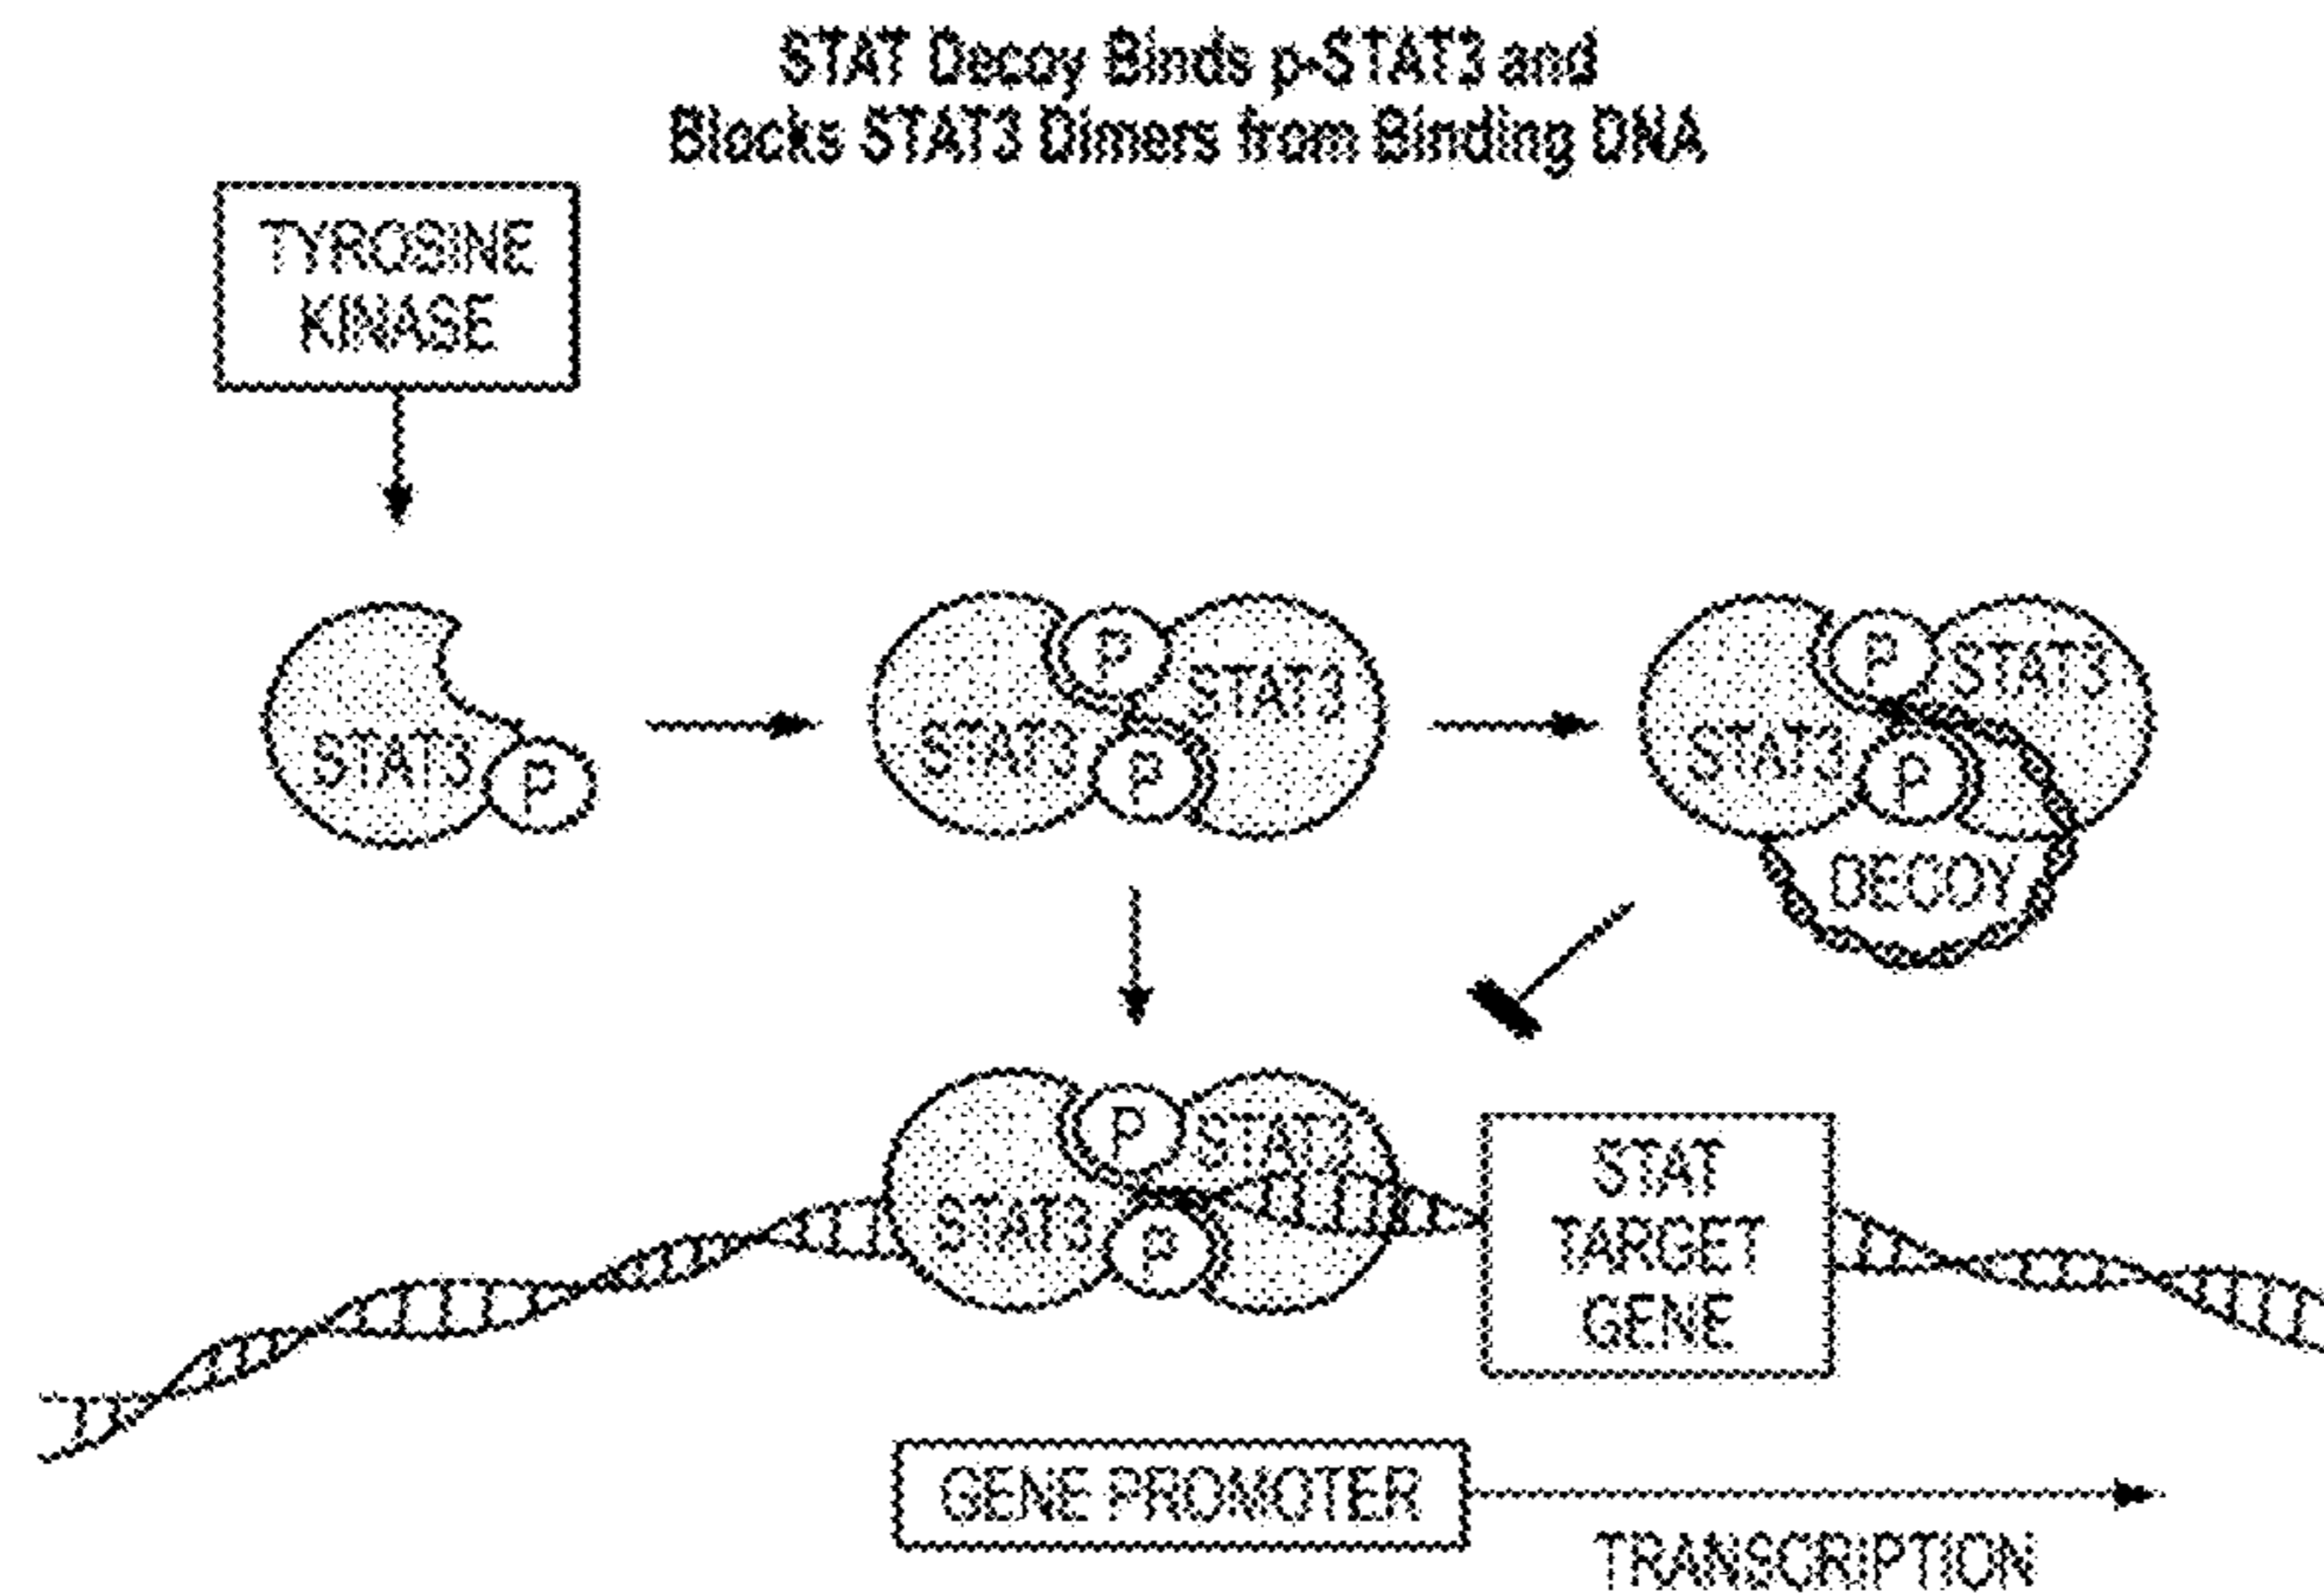 STAT Decoy Binds p-STAT3 and
Blocks STAT3 Dimers from Binding DNA
TYROSINE
KINASE
STAT3
P
P
STAT3
STAT3
P
P
STAT3
STAT3
P
DECOY
P
STAT3
STAT3
P
STAT
TARGET
GENE
GENE PROMOTER
TRANSCRIPTION